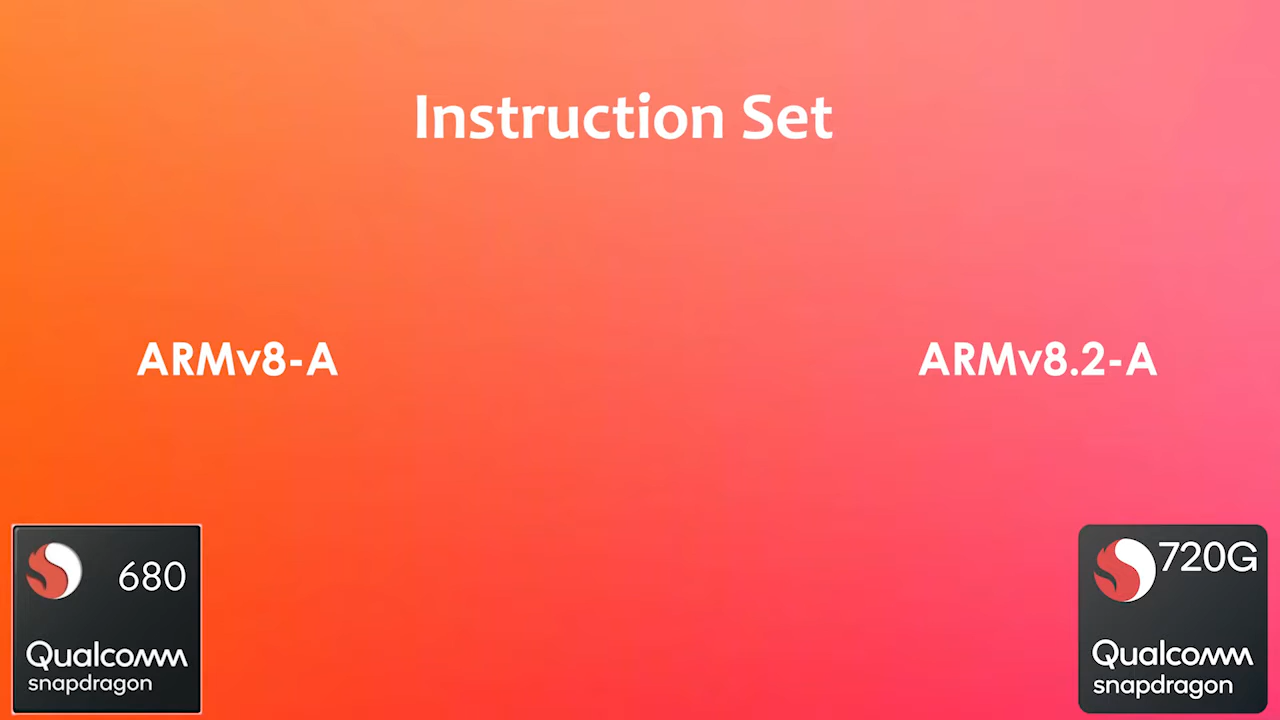 Instruction Set
ARMv8-A
ARMv8.2-A
680
Qualcomm
snapdragon
720G
Qualcomm
snapdragon